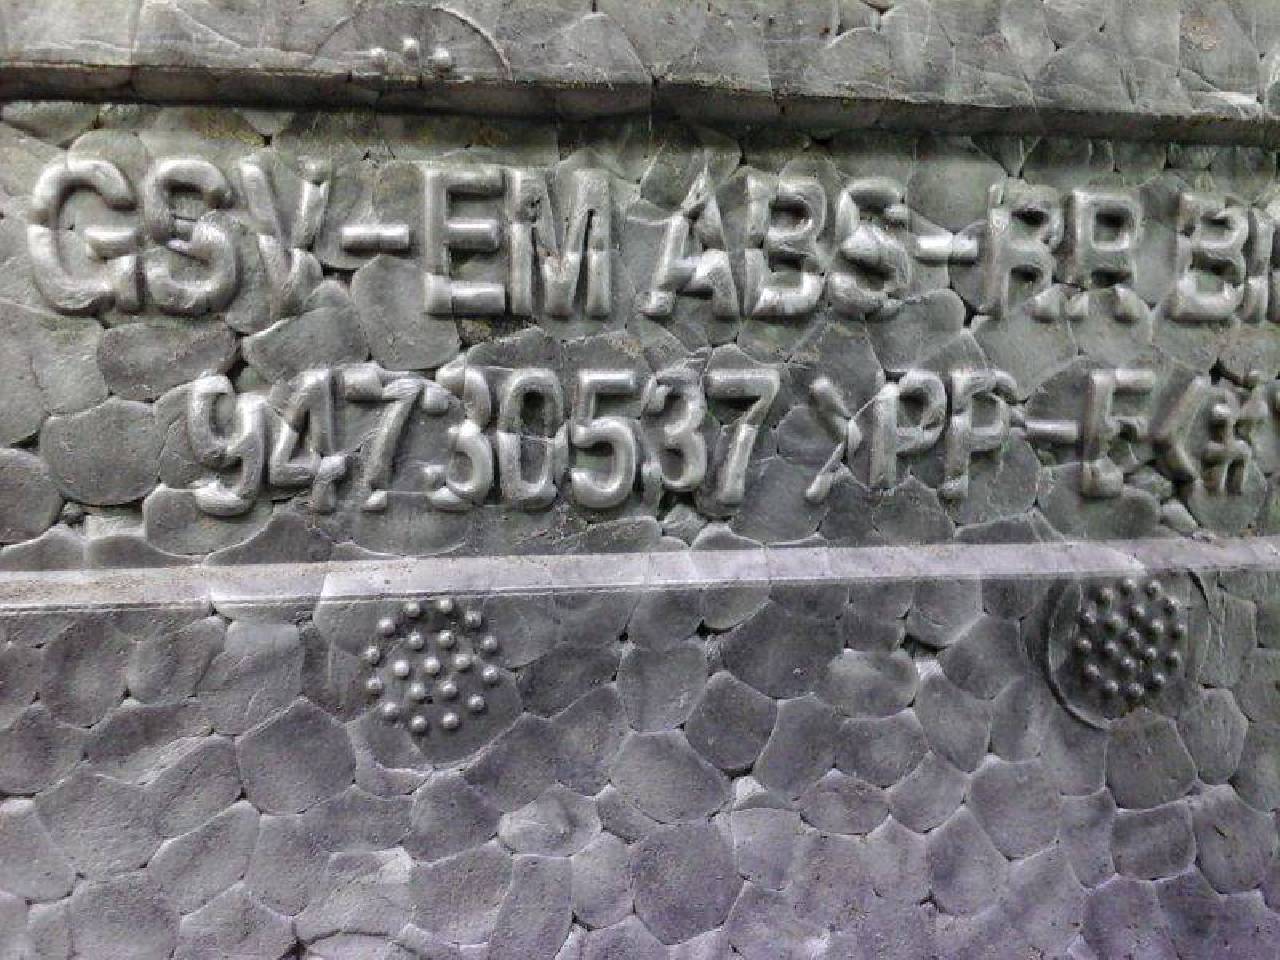 GSV-EM ABS-RR
94730537 >PP-E<